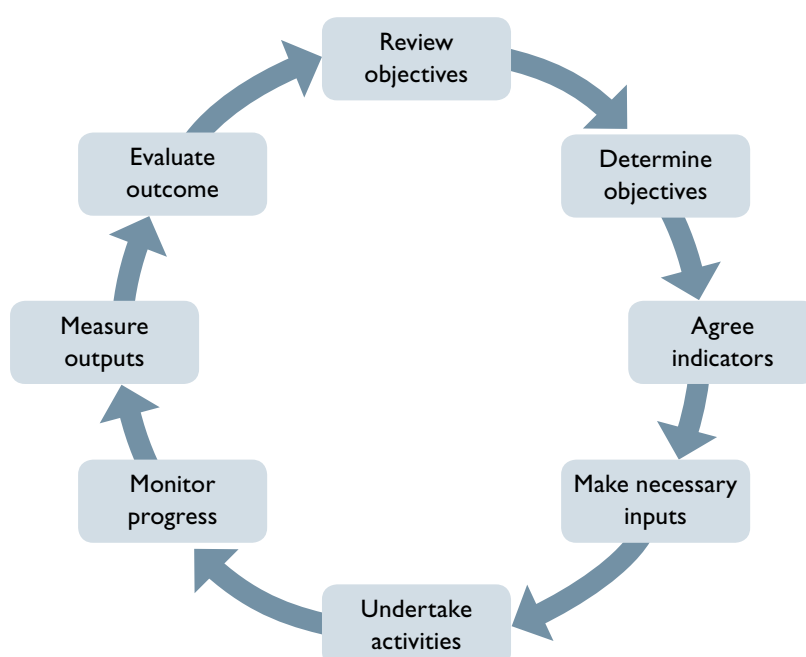 Review
objectives
Determine
objectives
Agree
indicators
Make necessary
inputs
Undertake
activities
Monitor
progress
Measure
outputs
Evaluate
outcome